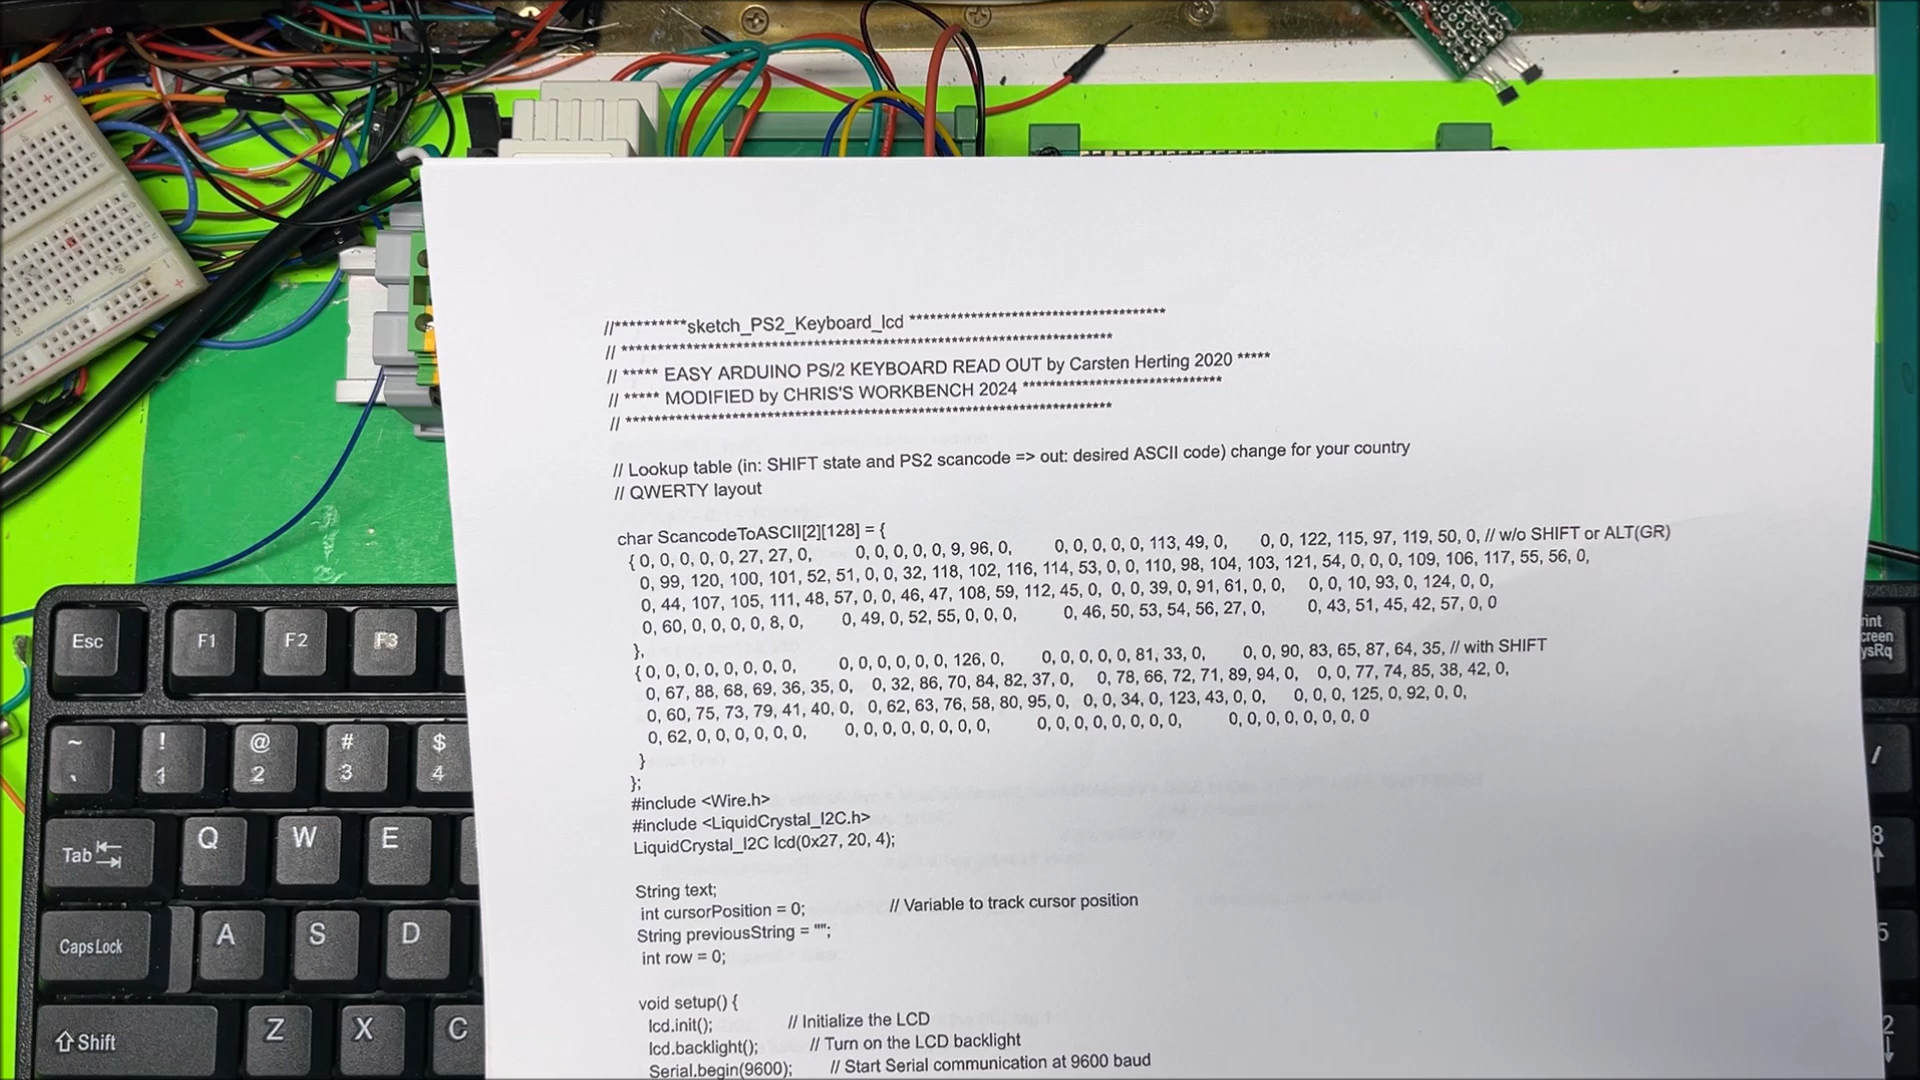 //**********sketch_PS2_Keyboard_lcd *************************************
// ***********************************************************************
// ***** EASY ARDUINO PS/2 KEYBOARD READ OUT by Carsten Herting 2020 *****
// ***** MODIFIED by CHRIS'S WORKBENCH 2024 *****************************
// **********************************************************************
// Lookup table (in: SHIFT state and PS2 scancode => out: desired ASCII code) change for your country
// QWERTY layout
char ScancodeToASCII[2][128] = {
{ 0, 0, 0, 0, 0, 27, 27, 0, 0, 0, 0, 0, 0, 9, 96, 0, 0, 0, 0, 0, 0, 113, 49, 0, 0, 0, 122, 115, 97, 119, 50, 0, // w/o SHIFT or ALT(GR)
0, 99, 120, 100, 101, 52, 51, 0, 0, 32, 118, 102, 116, 114, 53, 0, 0, 110, 98, 104, 103, 121, 54, 0, 0, 0, 109, 106, 117, 55, 56, 0,
0, 44, 107, 105, 111, 48, 57, 0, 0, 46, 47, 108, 59, 112, 45, 0, 0, 0, 39, 0, 91, 61, 0, 0, 0, 0, 10, 93, 0, 124, 0, 0,
0, 60, 0, 0, 0, 0, 8, 0, 0, 49, 0, 52, 55, 0, 0, 0, 0, 46, 50, 53, 54, 56, 27, 0, 0, 43, 51, 45, 42, 57, 0, 0
},
{ 0, 0, 0, 0, 0, 0, 0, 0, 0, 0, 0, 0, 0, 0, 126, 0, 0, 0, 0, 0, 0, 81, 33, 0, 0, 0, 90, 83, 65, 87, 64, 35, // with SHIFT
0, 67, 88, 68, 69, 36, 35, 0, 0, 32, 86, 70, 84, 82, 37, 0, 0, 78, 66, 72, 71, 89, 94, 0, 0, 0, 77, 74, 85, 38, 42, 0,
0, 60, 75, 73, 79, 41, 40, 0, 0, 62, 63, 76, 58, 80, 95, 0, 0, 0, 34, 0, 123, 43, 0, 0, 0, 0, 0, 125, 0, 92, 0, 0,
0, 62, 0, 0, 0, 0, 0, 0, 0, 0, 0, 0, 0, 0, 0, 0, 0, 0, 0, 0, 0, 0, 0, 0, 0, 0, 0, 0, 0, 0, 0, 0
}
};
#include <Wire.h>
#include <LiquidCrystal_I2C.h>
LiquidCrystal_I2C lcd(0x27, 20, 4);
String text;
int cursorPosition = 0; // Variable to track cursor position
String previousString = "";
int row = 0;
void setup() {
lcd.init(); // Initialize the LCD
lcd.backlight(); // Turn on the LCD backlight
Serial.begin(9600); // Start Serial communication at 9600 baud
Esc F1 F2 F3
~ ! @ # $
` 1 2 3 4
Tab Q W E
CapsLock A S D
Shift Z X C
/
8
5
2